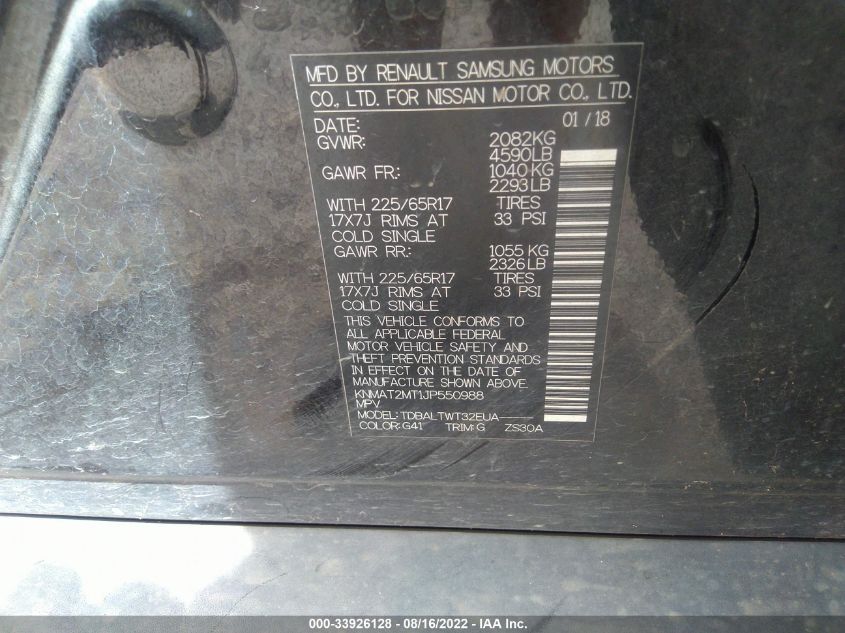 MFD BY RENAULT SAMSUNG MOTORS
CO., LTD. FOR NISSAN MOTOR CO., LTD.
DATE: 01 / 18
GVWR: 2082KG
4590LB
GAWR FR.: 1040 KG
2293LB
WITH 225/65R17 TIRES
17X7J RIMS AT 33 PSI
COLD SINGLE
GAWR RR.: 1055 KG
2326LB
WITH 225/65R17 TIRES
17X7J RIMS AT 33 PSI
COLD SINGLE
THIS VEHICLE CONFORMS TO
ALL APPLICABLE FEDERAL
MOTOR VEHICLE SAFETY AND
THEFT PREVENTION STANDARDS
IN EFFECT ON THE DATE OF
MANUFACTURE SHOWN ABOVE.
KNMAT2MT1JP550988
MPV
MODEL: TDBALTWT32EUA-----
COLOR: G41 TRIM: G ZS30A
000-33926128 - 08/16/2022 - IAA Inc.